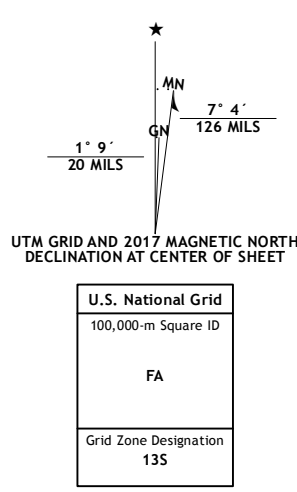 ★
MN
7° 4´
126 MILS
GN
1° 9´
20 MILS
UTM GRID AND 2017 MAGNETIC NORTH
DECLINATION AT CENTER OF SHEET
U.S. National Grid
100,000-m Square ID
FA
Grid Zone Designation
13S